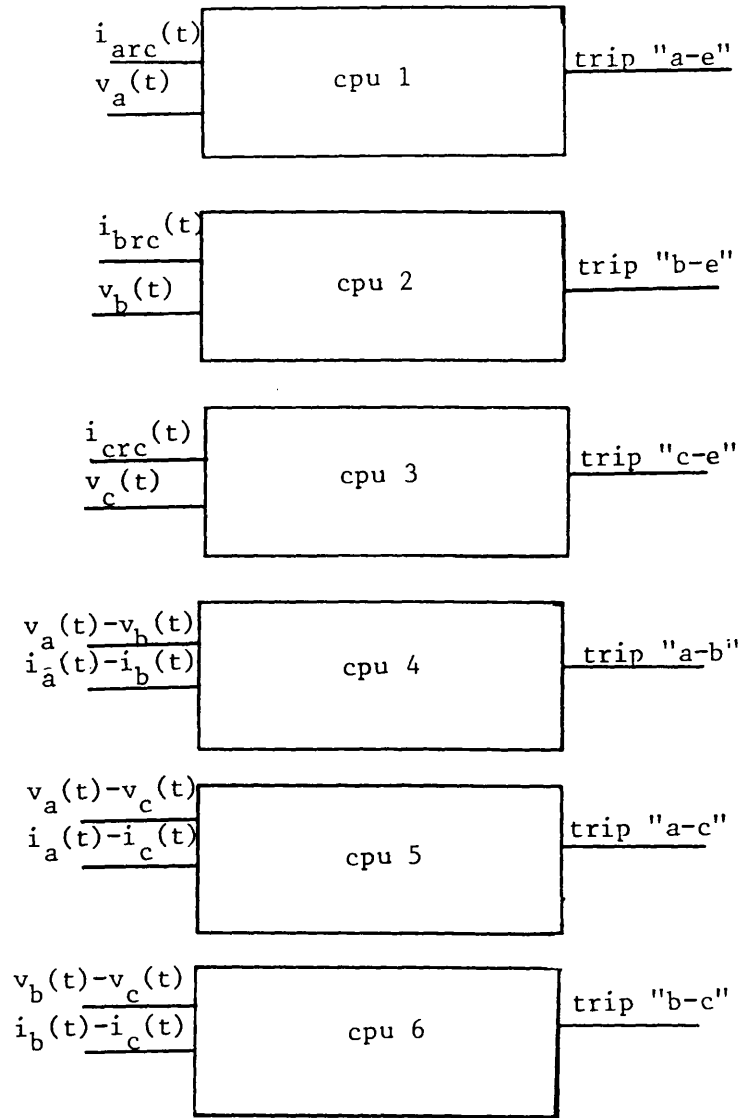 i_arc(t)
v_a(t)
cpu 1
trip "a-e"
i_brc(t)
v_b(t)
cpu 2
trip "b-e"
i_crc(t)
v_c(t)
cpu 3
trip "c-e"
v_a(t)-v_b(t)
i_a(t)-i_b(t)
cpu 4
trip "a-b"
v_a(t)-v_c(t)
i_a(t)-i_c(t)
cpu 5
trip "a-c"
v_b(t)-v_c(t)
i_b(t)-i_c(t)
cpu 6
trip "b-c"